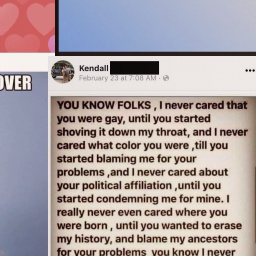 OVER
Kendall
February 23 at 7:08 AM ·
YOU KNOW FOLKS , I never cared that
you were gay, until you started
shoving it down my throat, and I never
cared what color you were ,till you
started blaming me for your
problems ,and I never cared about
your political affiliation ,until you
started condemning me for mine. I
really never even cared where you
were born , until you wanted to erase
my history, and blame my ancestors
for your problems you know I never